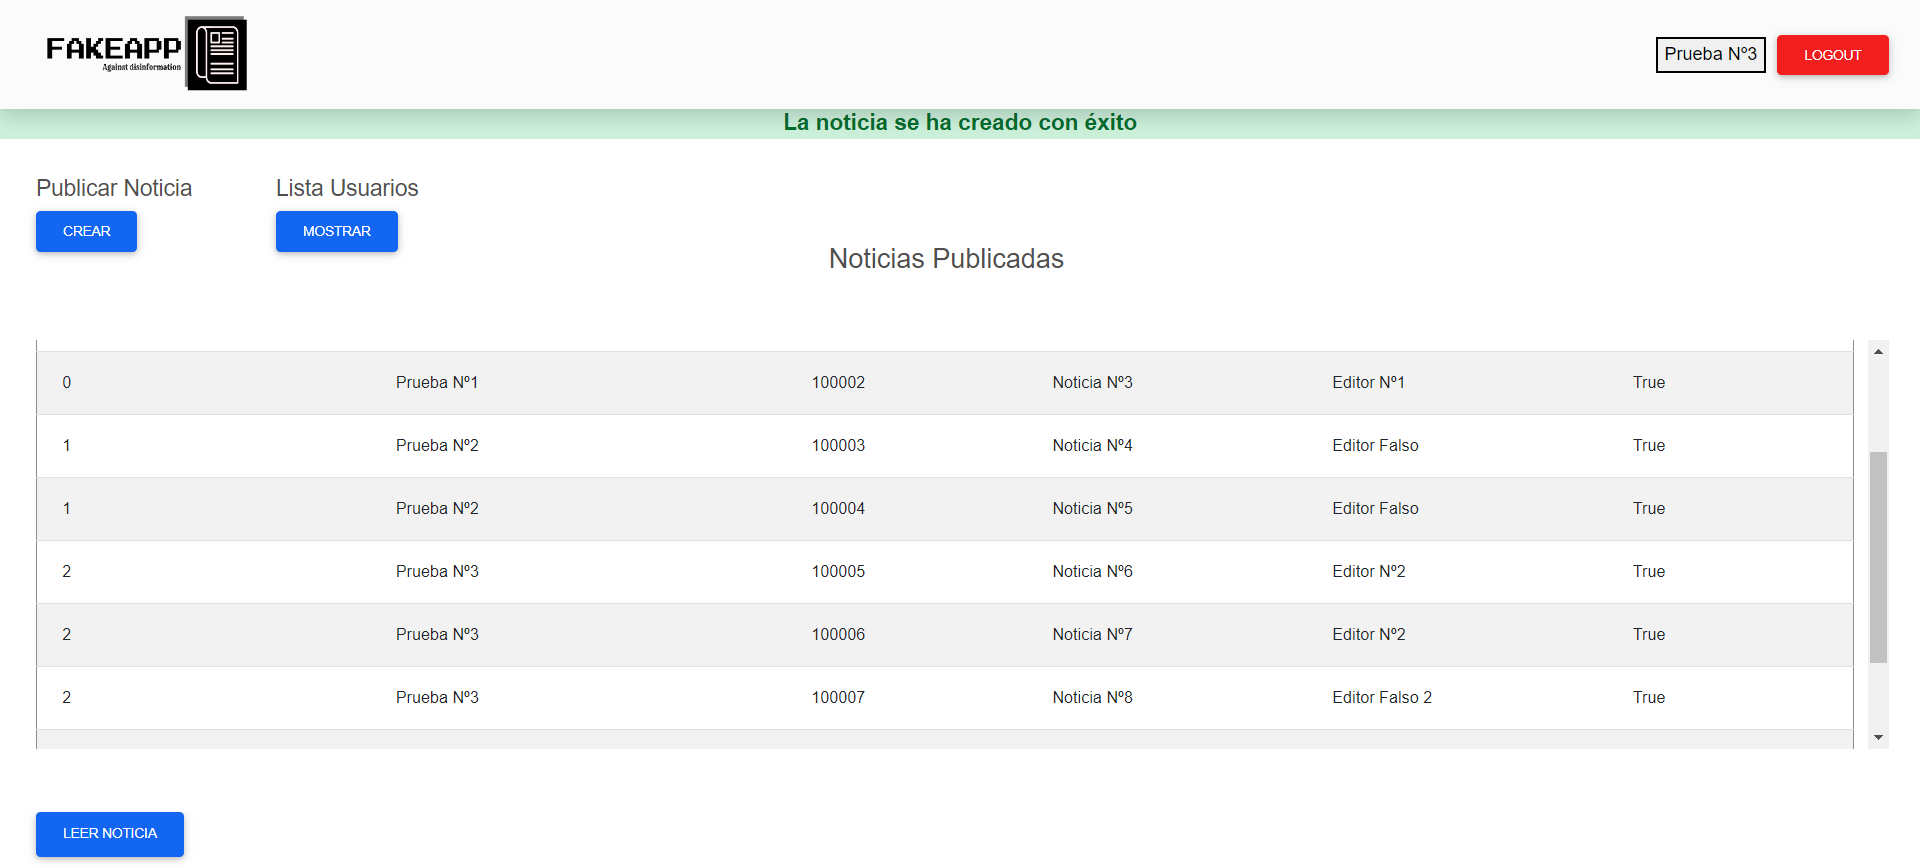 FAKEAPP
Against disinformation
Prueba Nº3
LOGOUT
La noticia se ha creado con éxito
Publicar Noticia
Lista Usuarios
CREAR
MOSTRAR
Noticias Publicadas
0 Prueba Nº1 100002 Noticia Nº3 Editor Nº1 True
1 Prueba Nº2 100003 Noticia Nº4 Editor Falso True
1 Prueba Nº2 100004 Noticia Nº5 Editor Falso True
2 Prueba Nº3 100005 Noticia Nº6 Editor Nº2 True
2 Prueba Nº3 100006 Noticia Nº7 Editor Nº2 True
2 Prueba Nº3 100007 Noticia Nº8 Editor Falso 2 True
LEER NOTICIA